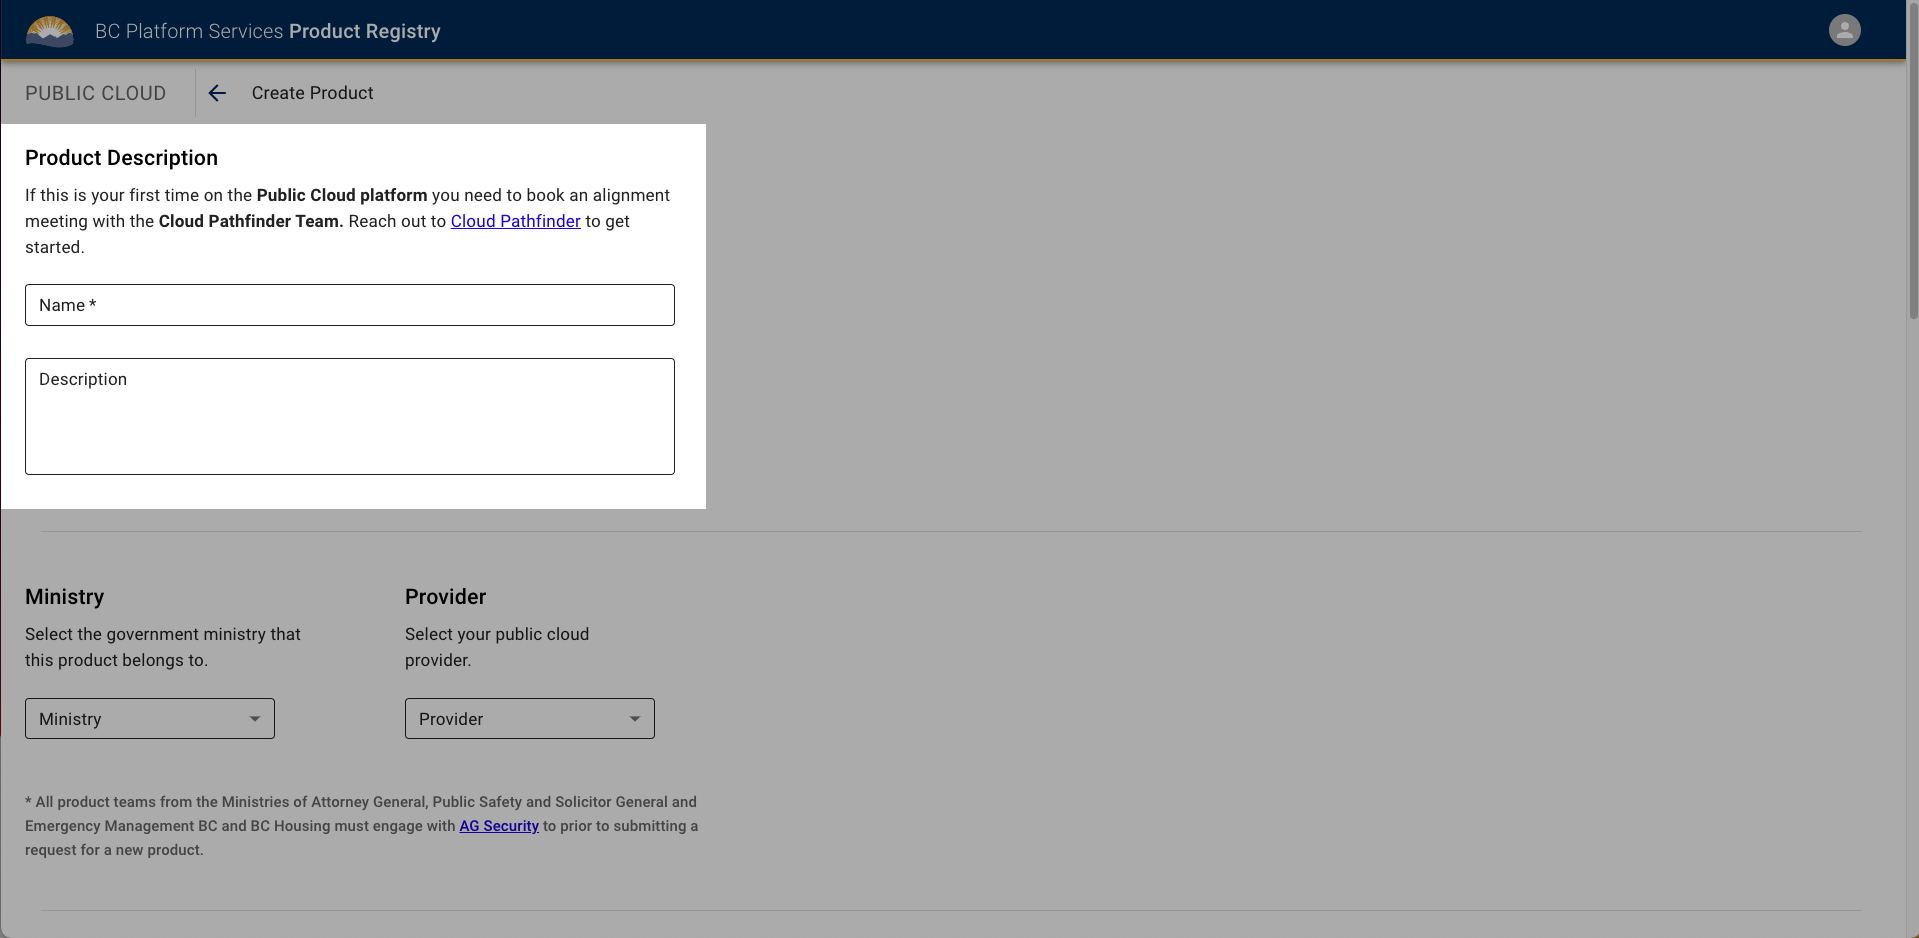 BC Platform Services Product Registry
PUBLIC CLOUD
Create Product
Product Description
If this is your first time on the Public Cloud platform you need to book an alignment
meeting with the Cloud Pathfinder Team. Reach out to Cloud Pathfinder to get
started.
Name *
Description
Ministry
Select the government ministry that
this product belongs to.
Ministry
Provider
Select your public cloud
provider.
Provider
* All product teams from the Ministries of Attorney General, Public Safety and Solicitor General and
Emergency Management BC and BC Housing must engage with AG Security to prior to submitting a
request for a new product.